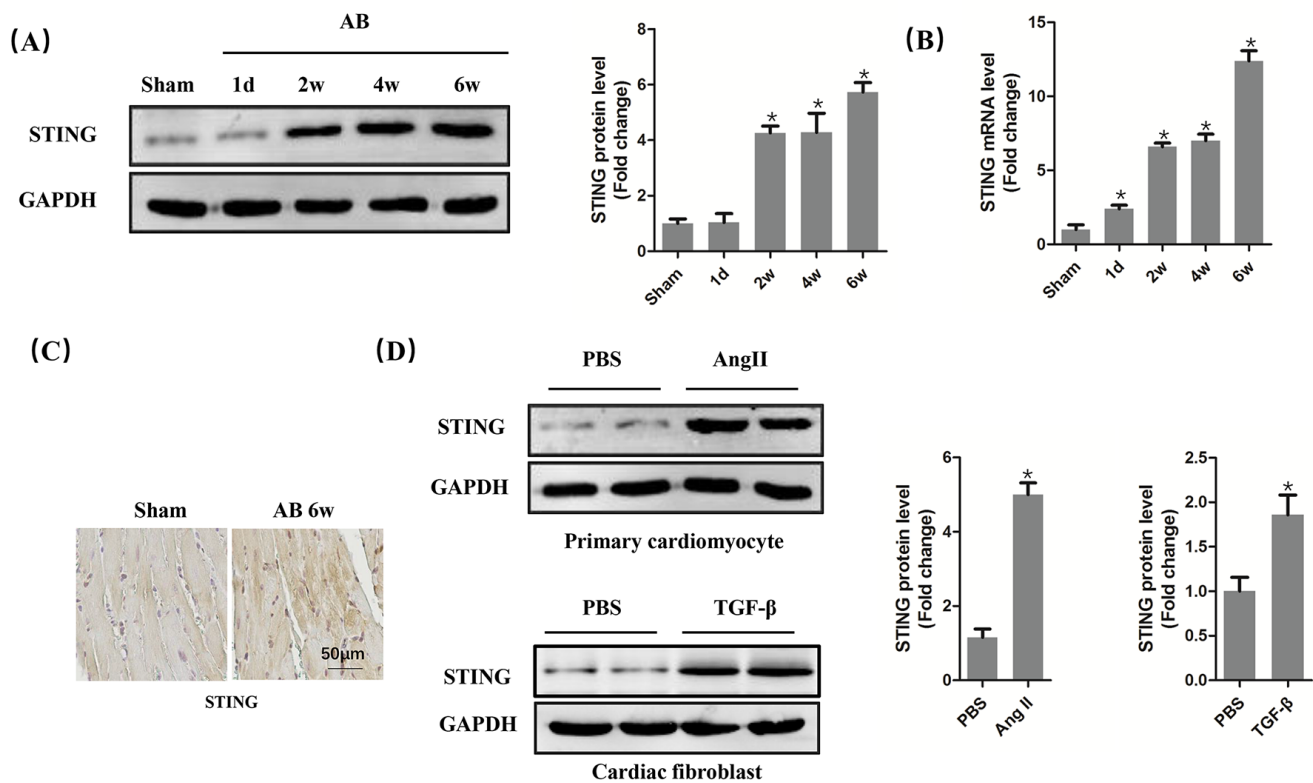 (A)
AB
Sham 1d 2w 4w 6w
STING
GAPDH
STING protein level
(Fold change)
8
6
4
2
0
Sham 1d 2w 4w 6w
* * *
(B)
STING mRNA level
(Fold change)
15
10
5
0
Sham 1d 2w 4w 6w
* * * *
(C)
Sham AB 6w
50μm
STING
(D)
PBS AngII
STING
GAPDH
Primary cardiomyocyte
PBS TGF-β
STING
GAPDH
Cardiac fibroblast
STING protein level
(Fold change)
6
4
2
0
PBS Ang II
*
STING protein level
(Fold change)
2.5
2.0
1.5
1.0
0.5
0.0
PBS TGF-β
*